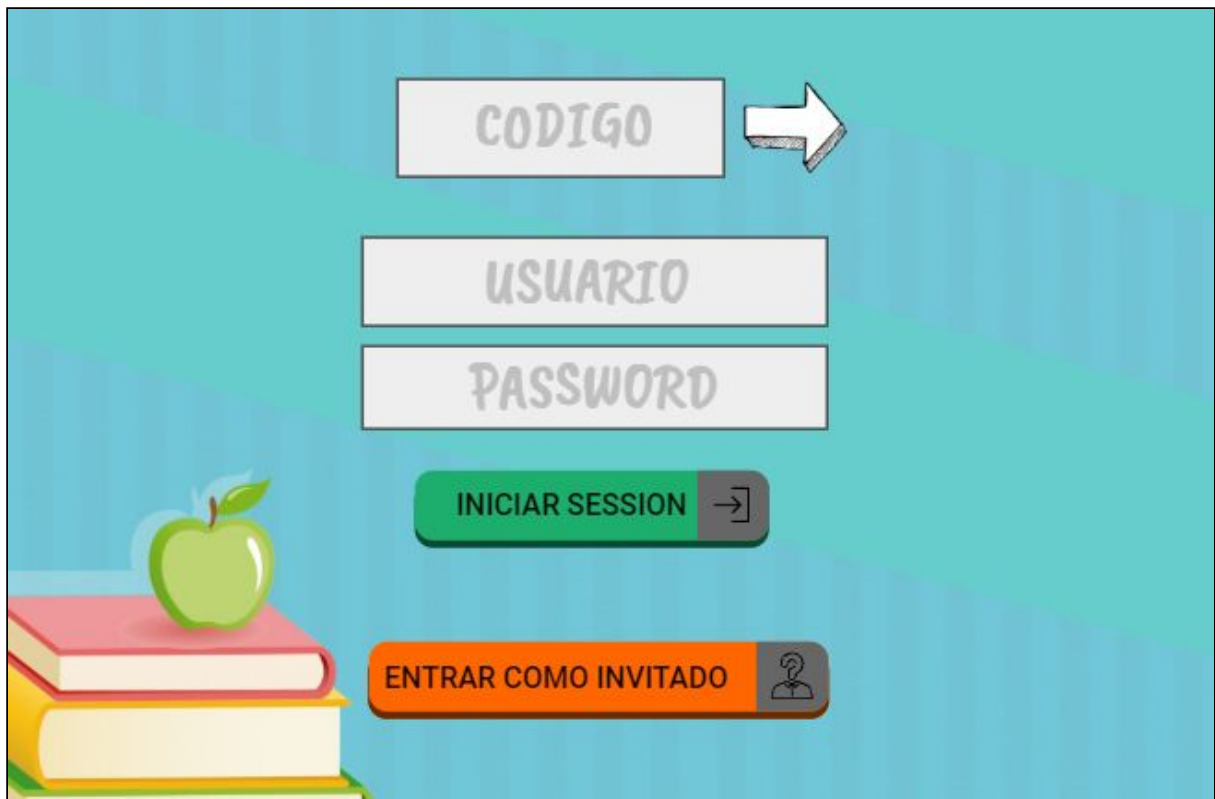 CODIGO
USUARIO
PASSWORD
INICIAR SESSION
ENTRAR COMO INVITADO